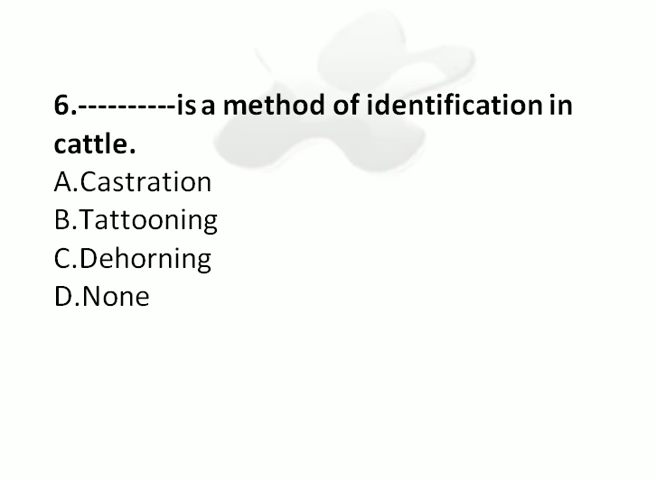 6.----------is a method of identification in
cattle.
A.Castration
B.Tattooning
C.Dehorning
D.None